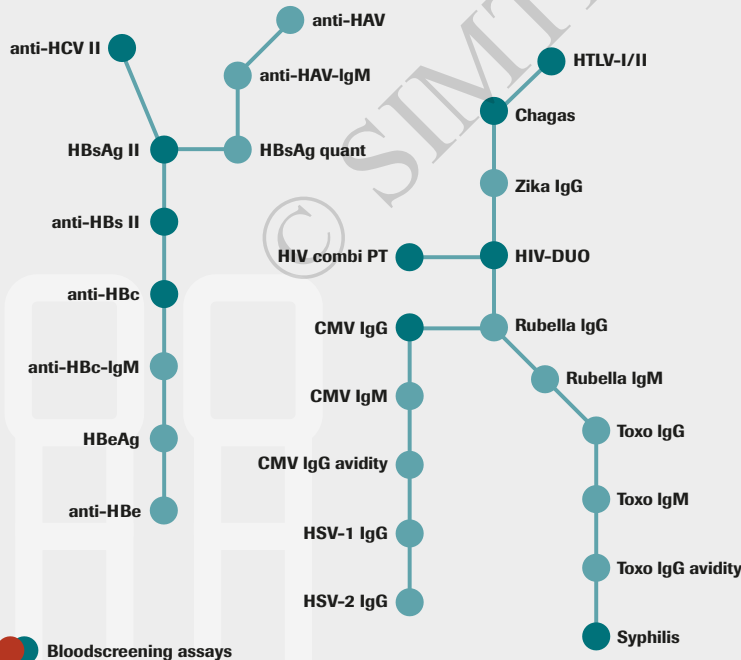 anti-HAV
anti-HCV II
anti-HAV-IgM
HBsAg II
HBsAg quant
anti-HBs II
anti-HBc
anti-HBc-IgM
HBeAg
anti-HBe
HTLV-I/II
Chagas
Zika IgG
HIV combi PT
HIV-DUO
CMV IgG
Rubella IgG
Rubella IgM
CMV IgM
Toxo IgG
CMV IgG avidity
Toxo IgM
HSV-1 IgG
Toxo IgG avidity
HSV-2 IgG
Syphilis
Bloodscreening assays